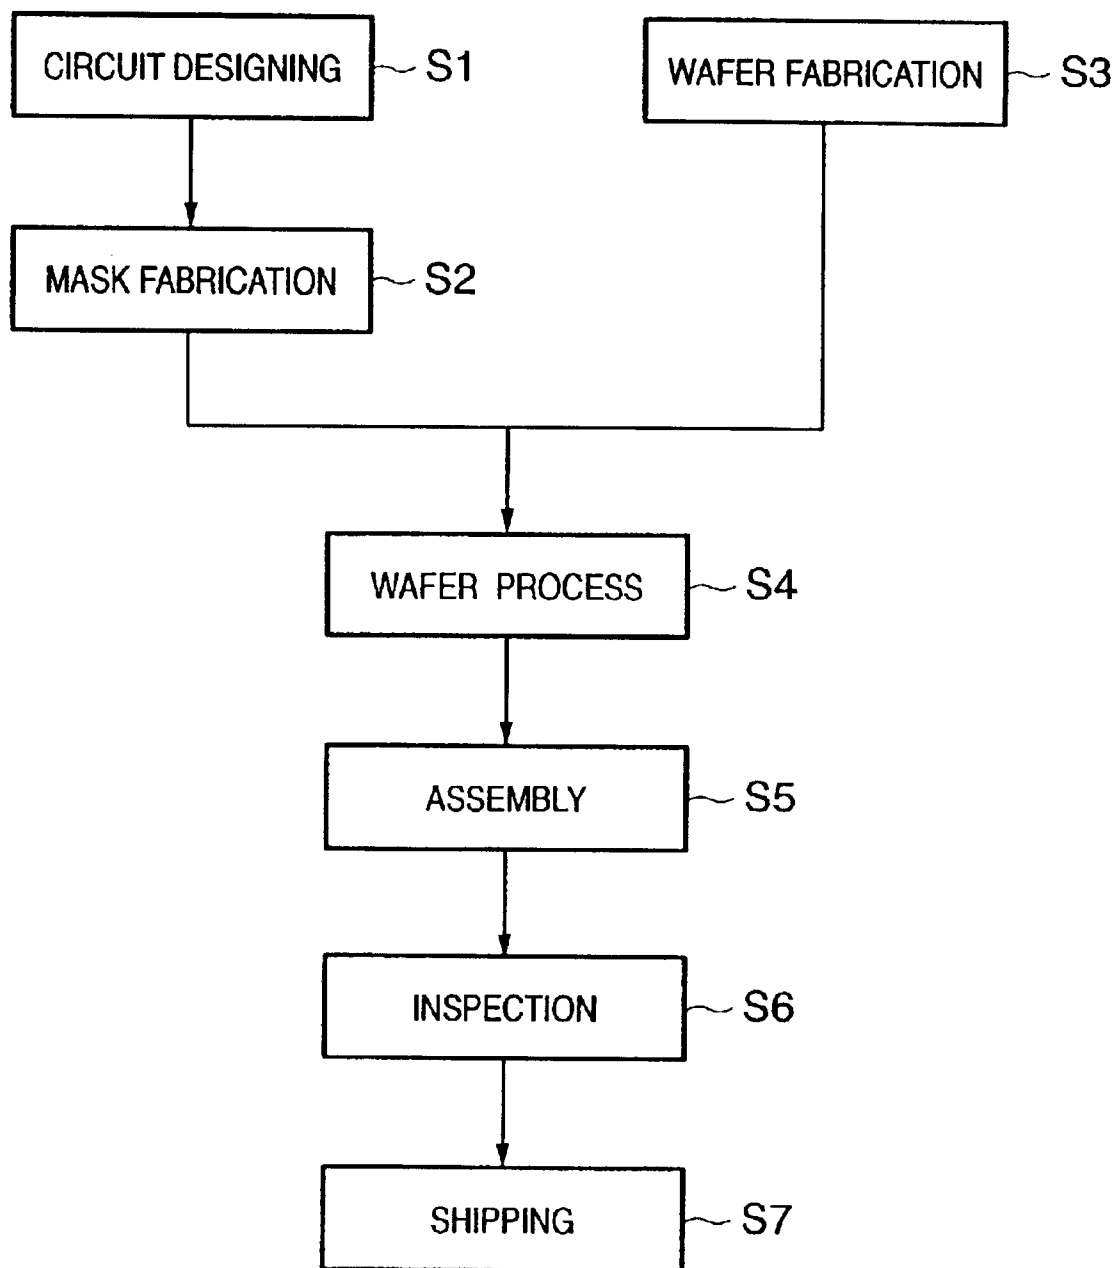 CIRCUIT DESIGNING S1
WAFER FABRICATION S3
MASK FABRICATION S2
WAFER PROCESS S4
ASSEMBLY S5
INSPECTION S6
SHIPPING S7